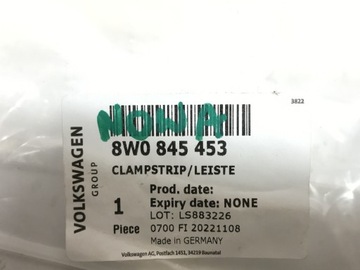 3822
NOWA
VOLKSWAGEN
GROUP
8W0 845 453
CLAMPSTRIP/LEISTE
Prod. date:
1 Expiry date: NONE
LOT: LS883226
Piece 0700 FI 20221108
Made in GERMANY
Volkswagen AG, Postfach 1451, 34219 Baunatal